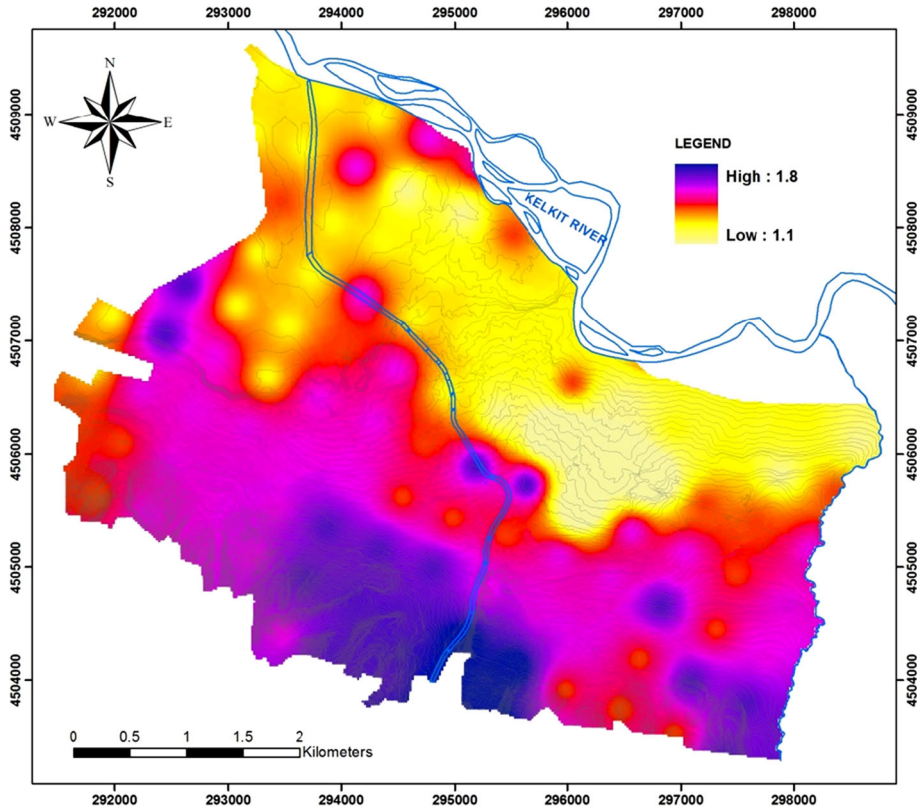 292000 293000 294000 295000 296000 297000 298000
N
W E
S
LEGEND
High : 1.8
Low : 1.1
KELKIT RIVER
4509000
4508000
4507000
4506000
4505000
4504000
4509000
4508000
4507000
4506000
4505000
4504000
0 0.5 1 1.5 2
Kilometers
292000 293000 294000 295000 296000 297000 298000